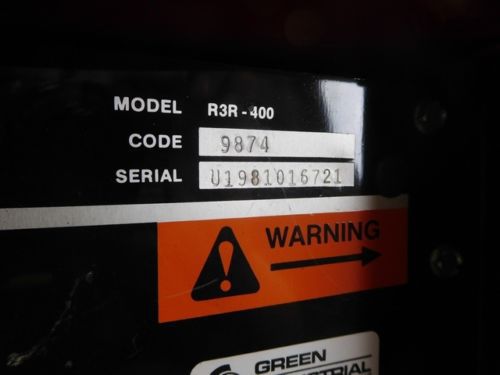 MODEL R3R-400
CODE 9874
SERIAL U1981016721
WARNING
GREEN